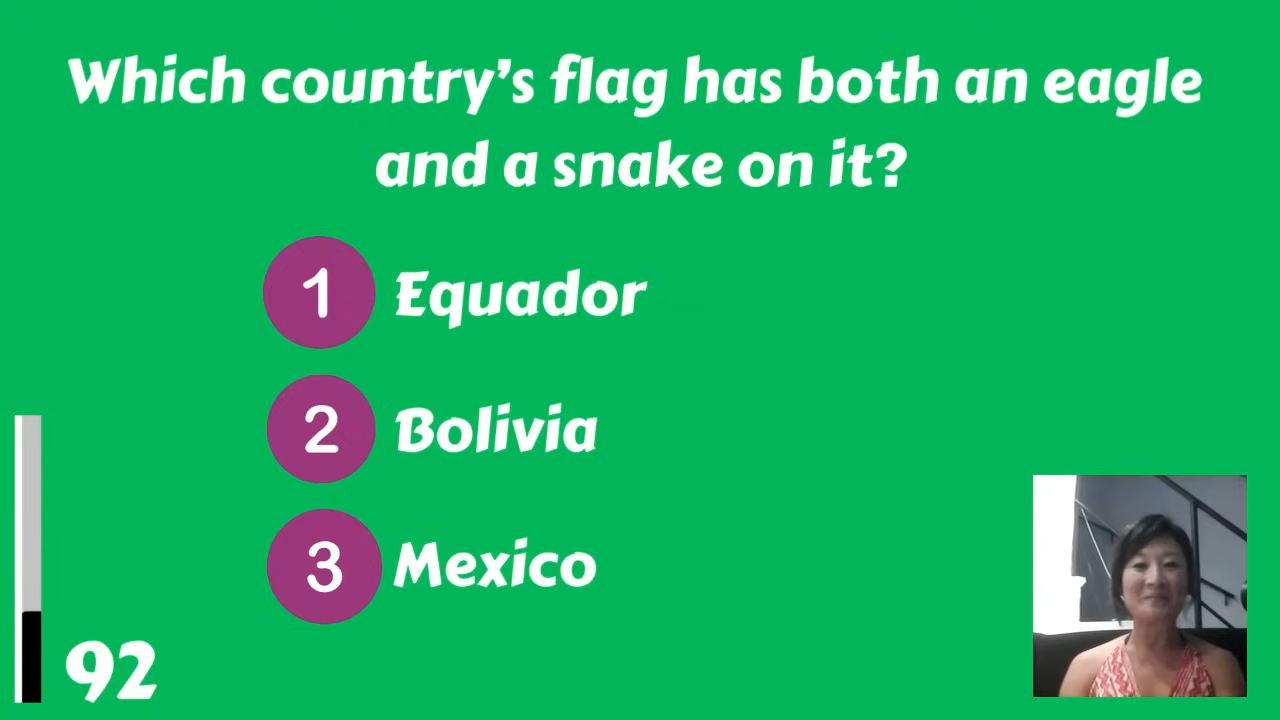 Which country's flag has both an eagle
and a snake on it?
1 Equador
2 Bolivia
3 Mexico
92